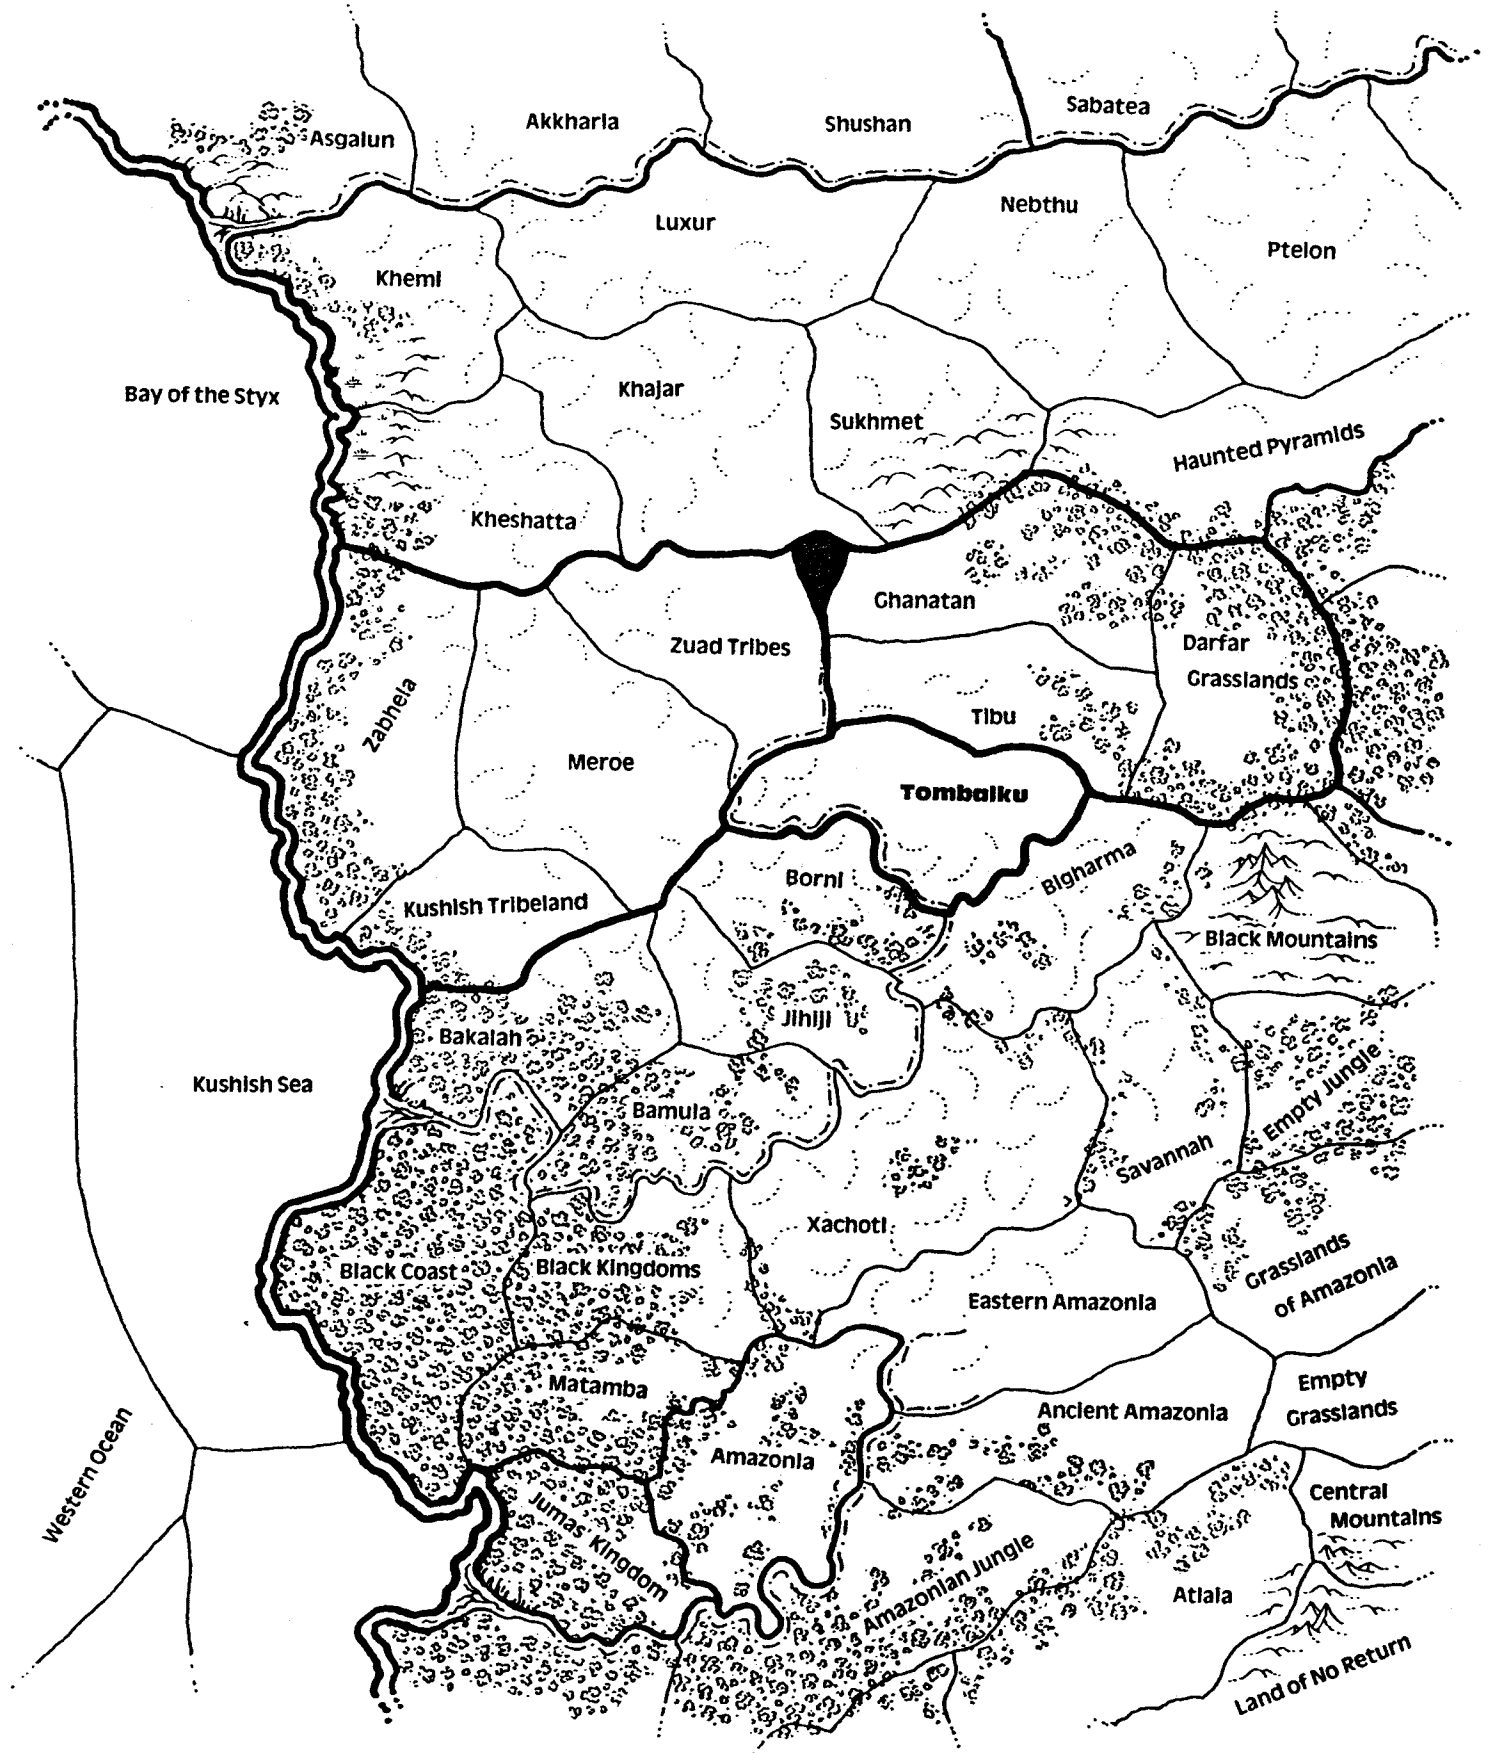 Asgalun
Akkharia
Shushan
Sabatea
Khemi
Luxur
Nebthu
Ptelon
Bay of the Styx
Khajar
Sukhmet
Haunted Pyramids
Kheshatta
Ghanatan
Zuad Tribes
Darfar
Grasslands
Zabhela
Tibu
Meroe
Tombalku
Borni
Bigharma
Kushish Tribeland
Black Mountains
Jihiji
Bakalah
Kushish Sea
Bamula
Empty Jungle
Savannah
Xachotl
Black Coast
Black Kingdoms
Grasslands
of Amazonia
Eastern Amazonia
Matamba
Ancient Amazonia
Empty
Grasslands
Western Ocean
Amazonia
Jumas' Kingdom
Central
Mountains
Amazonian Jungle
Atlaia
Land of No Return